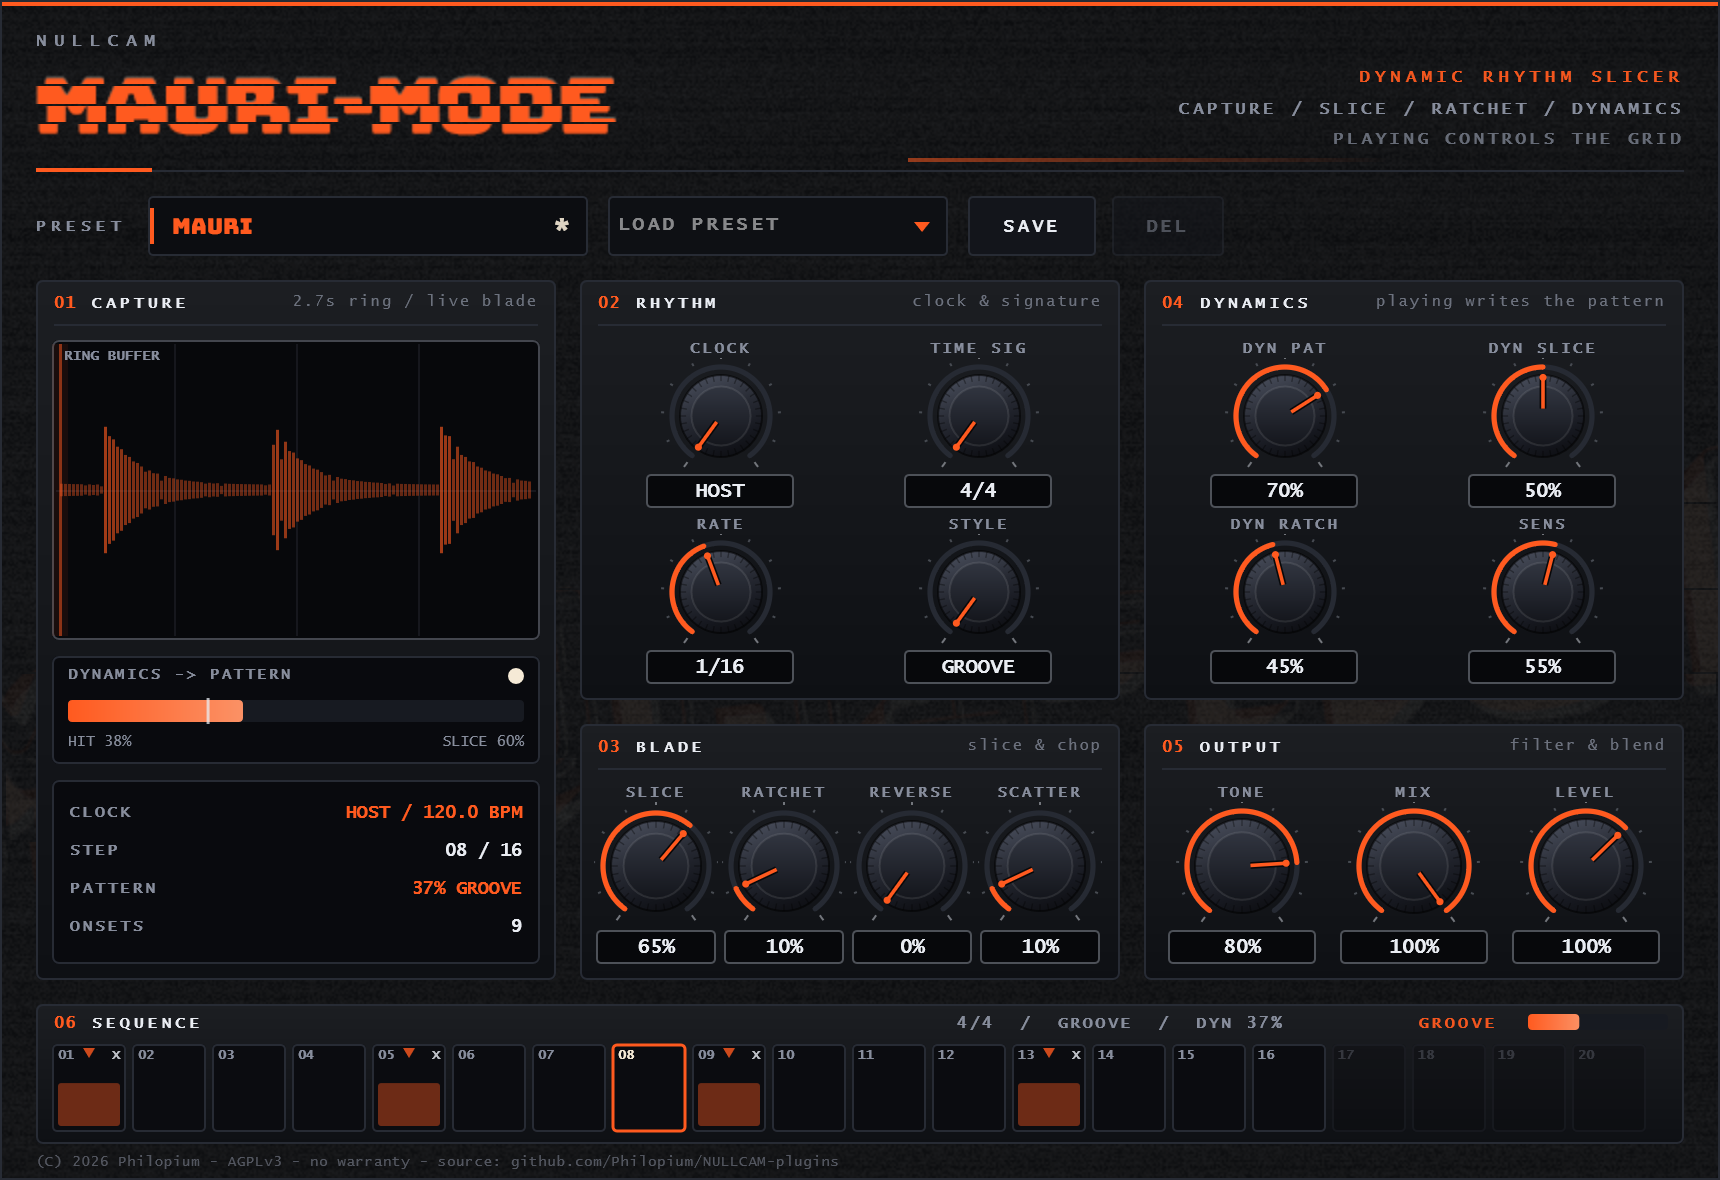 NULLCAM
MAURI-MODE
DYNAMIC RHYTHM SLICER
CAPTURE / SLICE / RATCHET / DYNAMICS
PLAYING CONTROLS THE GRID
PRESET MAURI * LOAD PRESET SAVE DEL
01 CAPTURE 2.7s ring / live blade
RING BUFFER
DYNAMICS -> PATTERN
HIT 38% SLICE 60%
CLOCK HOST / 120.0 BPM
STEP 08 / 16
PATTERN 37% GROOVE
ONSETS 9
02 RHYTHM clock & signature
CLOCK TIME SIG
HOST 4/4
RATE STYLE
1/16 GROOVE
04 DYNAMICS playing writes the pattern
DYN PAT DYN SLICE
70% 50%
DYN RATCH SENS
45% 55%
03 BLADE slice & chop
SLICE RATCHET REVERSE SCATTER
65% 10% 0% 10%
05 OUTPUT filter & blend
TONE MIX LEVEL
80% 100% 100%
06 SEQUENCE 4/4 / GROOVE / DYN 37% GROOVE
01 x 02 03 04 05 x 06 07 08 09 x 10 11 12 13 x 14 15 16 17 18 19 20
(C) 2026 Philopium - AGPLv3 - no warranty - source: github.com/Philopium/NULLCAM-plugins